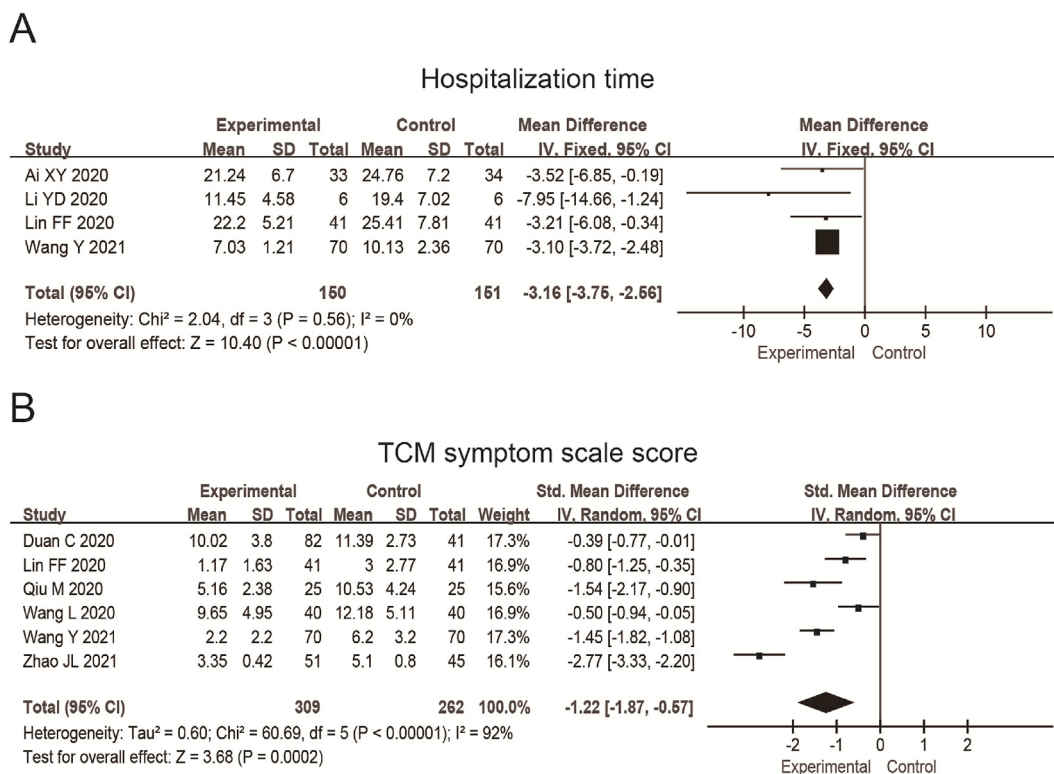 A
Hospitalization time
Experimental Control Mean Difference Mean Difference
Study Mean SD Total Mean SD Total IV, Fixed, 95% CI IV, Fixed, 95% CI
Ai XY 2020 21.24 6.7 33 24.76 7.2 34 -3.52 [-6.85, -0.19]
Li YD 2020 11.45 4.58 6 19.4 7.02 6 -7.95 [-14.66, -1.24]
Lin FF 2020 22.2 5.21 41 25.41 7.81 41 -3.21 [-6.08, -0.34]
Wang Y 2021 7.03 1.21 70 10.13 2.36 70 -3.10 [-3.72, -2.48]
Total (95% CI) 150 151 -3.16 [-3.75, -2.56]
Heterogeneity: Chi² = 2.04, df = 3 (P = 0.56); I² = 0%
Test for overall effect: Z = 10.40 (P < 0.00001)
-10 -5 0 5 10
Experimental Control
B
TCM symptom scale score
Experimental Control Std. Mean Difference Std. Mean Difference
Study Mean SD Total Mean SD Total Weight IV, Random, 95% CI IV, Random, 95% CI
Duan C 2020 10.02 3.8 82 11.39 2.73 41 17.3% -0.39 [-0.77, -0.01]
Lin FF 2020 1.17 1.63 41 3 2.77 41 16.9% -0.80 [-1.25, -0.35]
Qiu M 2020 5.16 2.38 25 10.53 4.24 25 15.6% -1.54 [-2.17, -0.90]
Wang L 2020 9.65 4.95 40 12.18 5.11 40 16.9% -0.50 [-0.94, -0.05]
Wang Y 2021 2.2 2.2 70 6.2 3.2 70 17.3% -1.45 [-1.82, -1.08]
Zhao JL 2021 3.35 0.42 51 5.1 0.8 45 16.1% -2.77 [-3.33, -2.20]
Total (95% CI) 309 262 100.0% -1.22 [-1.87, -0.57]
Heterogeneity: Tau² = 0.60; Chi² = 60.69, df = 5 (P < 0.00001); I² = 92%
Test for overall effect: Z = 3.68 (P = 0.0002)
-2 -1 0 1 2
Experimental Control